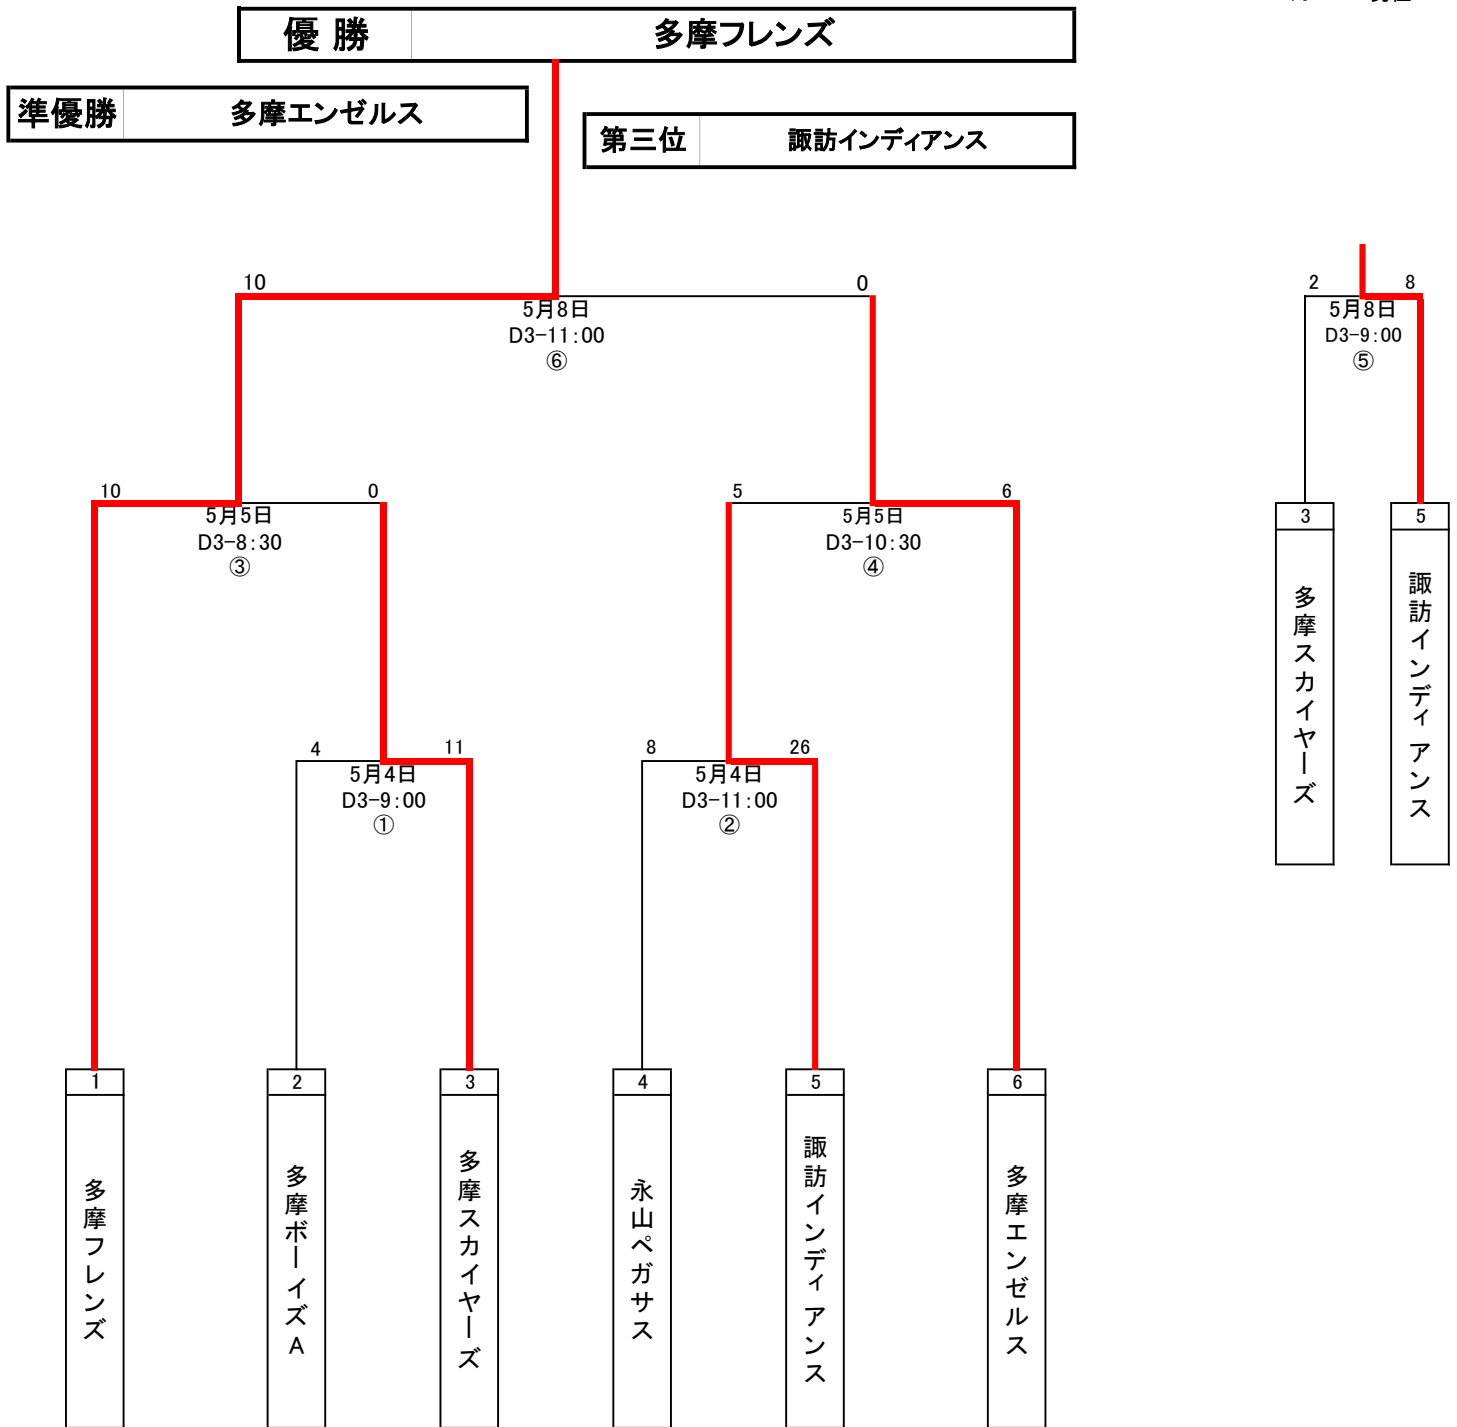 優 勝 多摩フレンズ
準優勝 多摩エンゼルス
第三位 諏訪インディアンス
10 0
5月8日
D3-11:00
⑥
2 8
5月8日
D3-9:00
⑤
10 0
5月5日
D3-8:30
③
5 6
5月5日
D3-10:30
④
3
多摩スカイヤーズ
5
諏訪インディアンス
4 11
5月4日
D3-9:00
①
8 26
5月4日
D3-11:00
②
1
多摩フレンズ
2
多摩ボーイズA
3
多摩スカイヤーズ
4
永山ペガサス
5
諏訪インディアンス
6
多摩エンゼルス